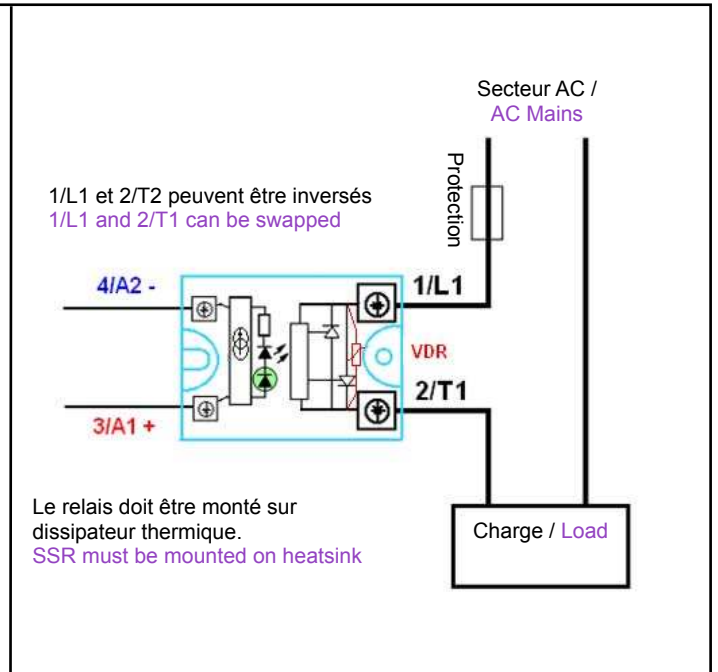 Secteur AC /
AC Mains
Protection
1/L1 et 2/T2 peuvent être inversés
1/L1 and 2/T1 can be swapped
4/A2 -
1/L1
VDR
2/T1
3/A1 +
Le relais doit être monté sur
dissipateur thermique.
SSR must be mounted on heatsink
Charge / Load